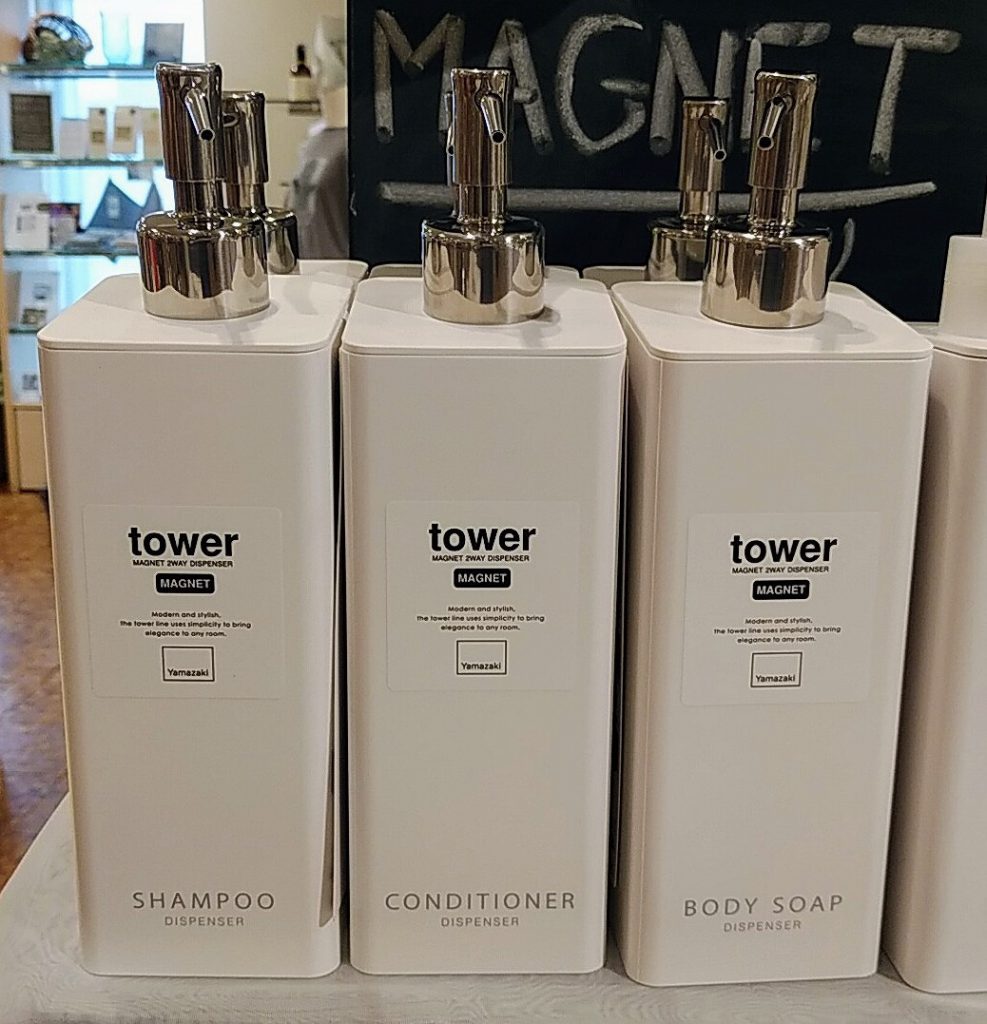 MAGNET
tower
MAGNET 2WAY DISPENSER
MAGNET
Modern and stylish,
the tower line uses simplicity to bring
elegance to any room.
Yamazaki
SHAMPOO
DISPENSER
tower
MAGNET 2WAY DISPENSER
MAGNET
Modern and stylish,
the tower line uses simplicity to bring
elegance to any room.
Yamazaki
CONDITIONER
DISPENSER
tower
MAGNET 2WAY DISPENSER
MAGNET
Modern and stylish,
the tower line uses simplicity to bring
elegance to any room.
Yamazaki
BODY SOAP
DISPENSER